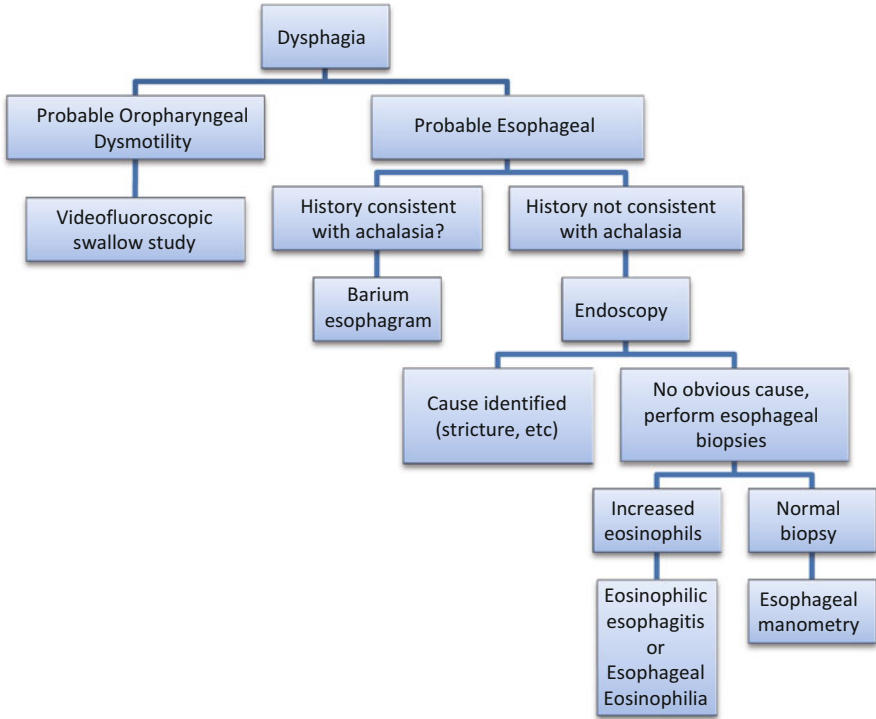 Dysphagia
Probable Oropharyngeal
Dysmotility
Probable Esophageal
Videofluoroscopic
swallow study
History consistent
with achalasia?
History not consistent
with achalasia
Barium
esophagram
Endoscopy
Cause identified
(stricture, etc)
No obvious cause,
perform esophageal
biopsies
Increased
eosinophils
Normal
biopsy
Eosinophilic
esophagitis
or
Esophageal
Eosinophilia
Esophageal
manometry